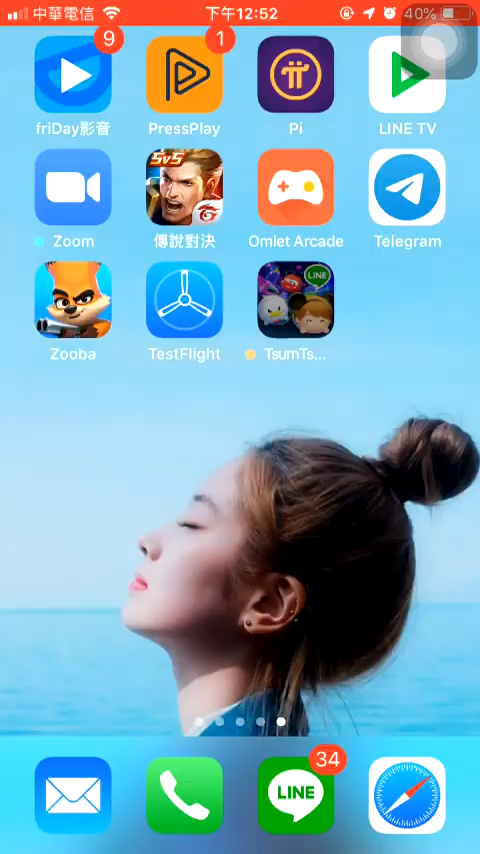 中華電信 下午12:52 40%
9 1
friDay影音 PressPlay Pi LINE TV
5v5
Zoom 傳說對決 Omlet Arcade Telegram
LINE
Zooba TestFlight TsumTs...
34
LINE